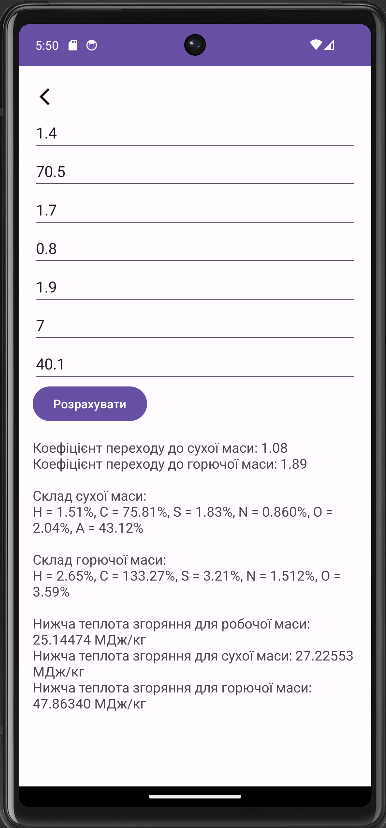 5:50
1.4
70.5
1.7
0.8
1.9
7
40.1
Розрахувати
Коефіцієнт переходу до сухої маси: 1.08
Коефіцієнт переходу до горючої маси: 1.89
Склад сухої маси:
H = 1.51%, C = 75.81%, S = 1.83%, N = 0.860%, O =
2.04%, A = 43.12%
Склад горючої маси:
H = 2.65%, C = 133.27%, S = 3.21%, N = 1.512%, O =
3.59%
Нижча теплота згоряння для робочої маси:
25.14474 МДж/кг
Нижча теплота згоряння для сухої маси: 27.22553
МДж/кг
Нижча теплота згоряння для горючої маси:
47.86340 МДж/кг